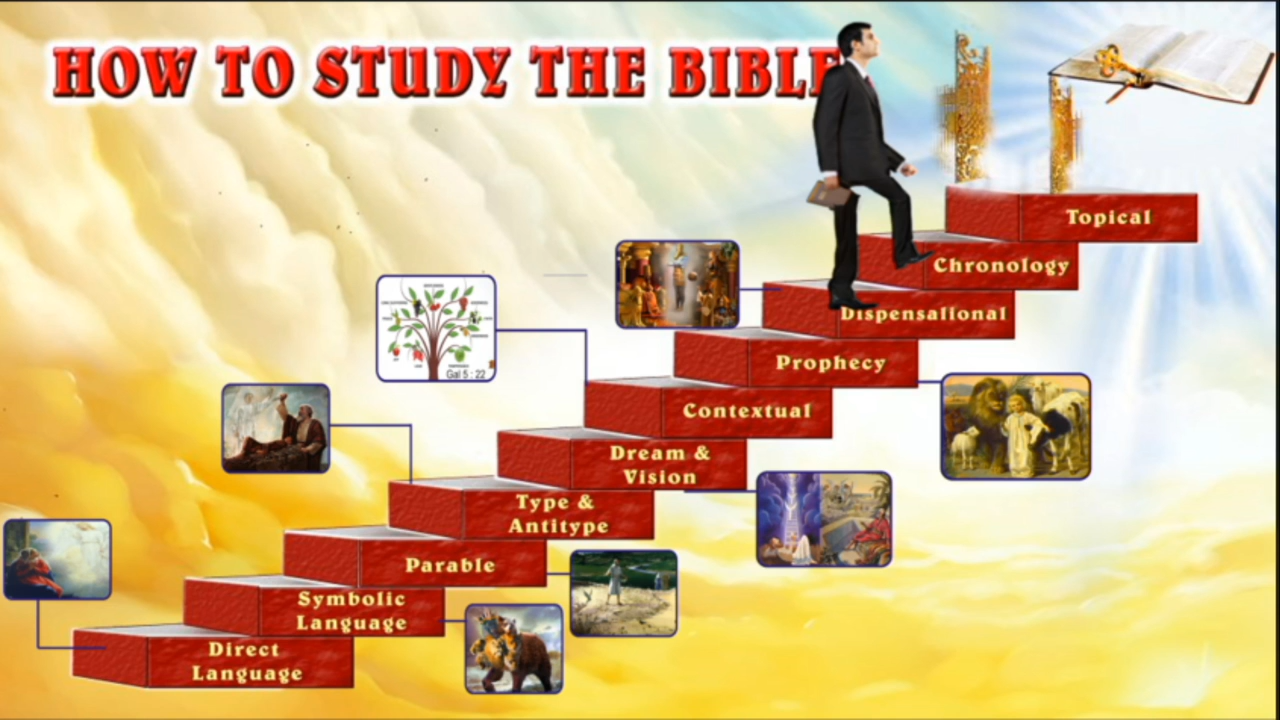 HOW TO STUDY THE BIBLE
Topical
Chronology
Dispensational
Prophecy
Contextual
Gal 5 : 22
Dream &
Vision
Type &
Antitype
Parable
Symbolic
Language
Direct
Language